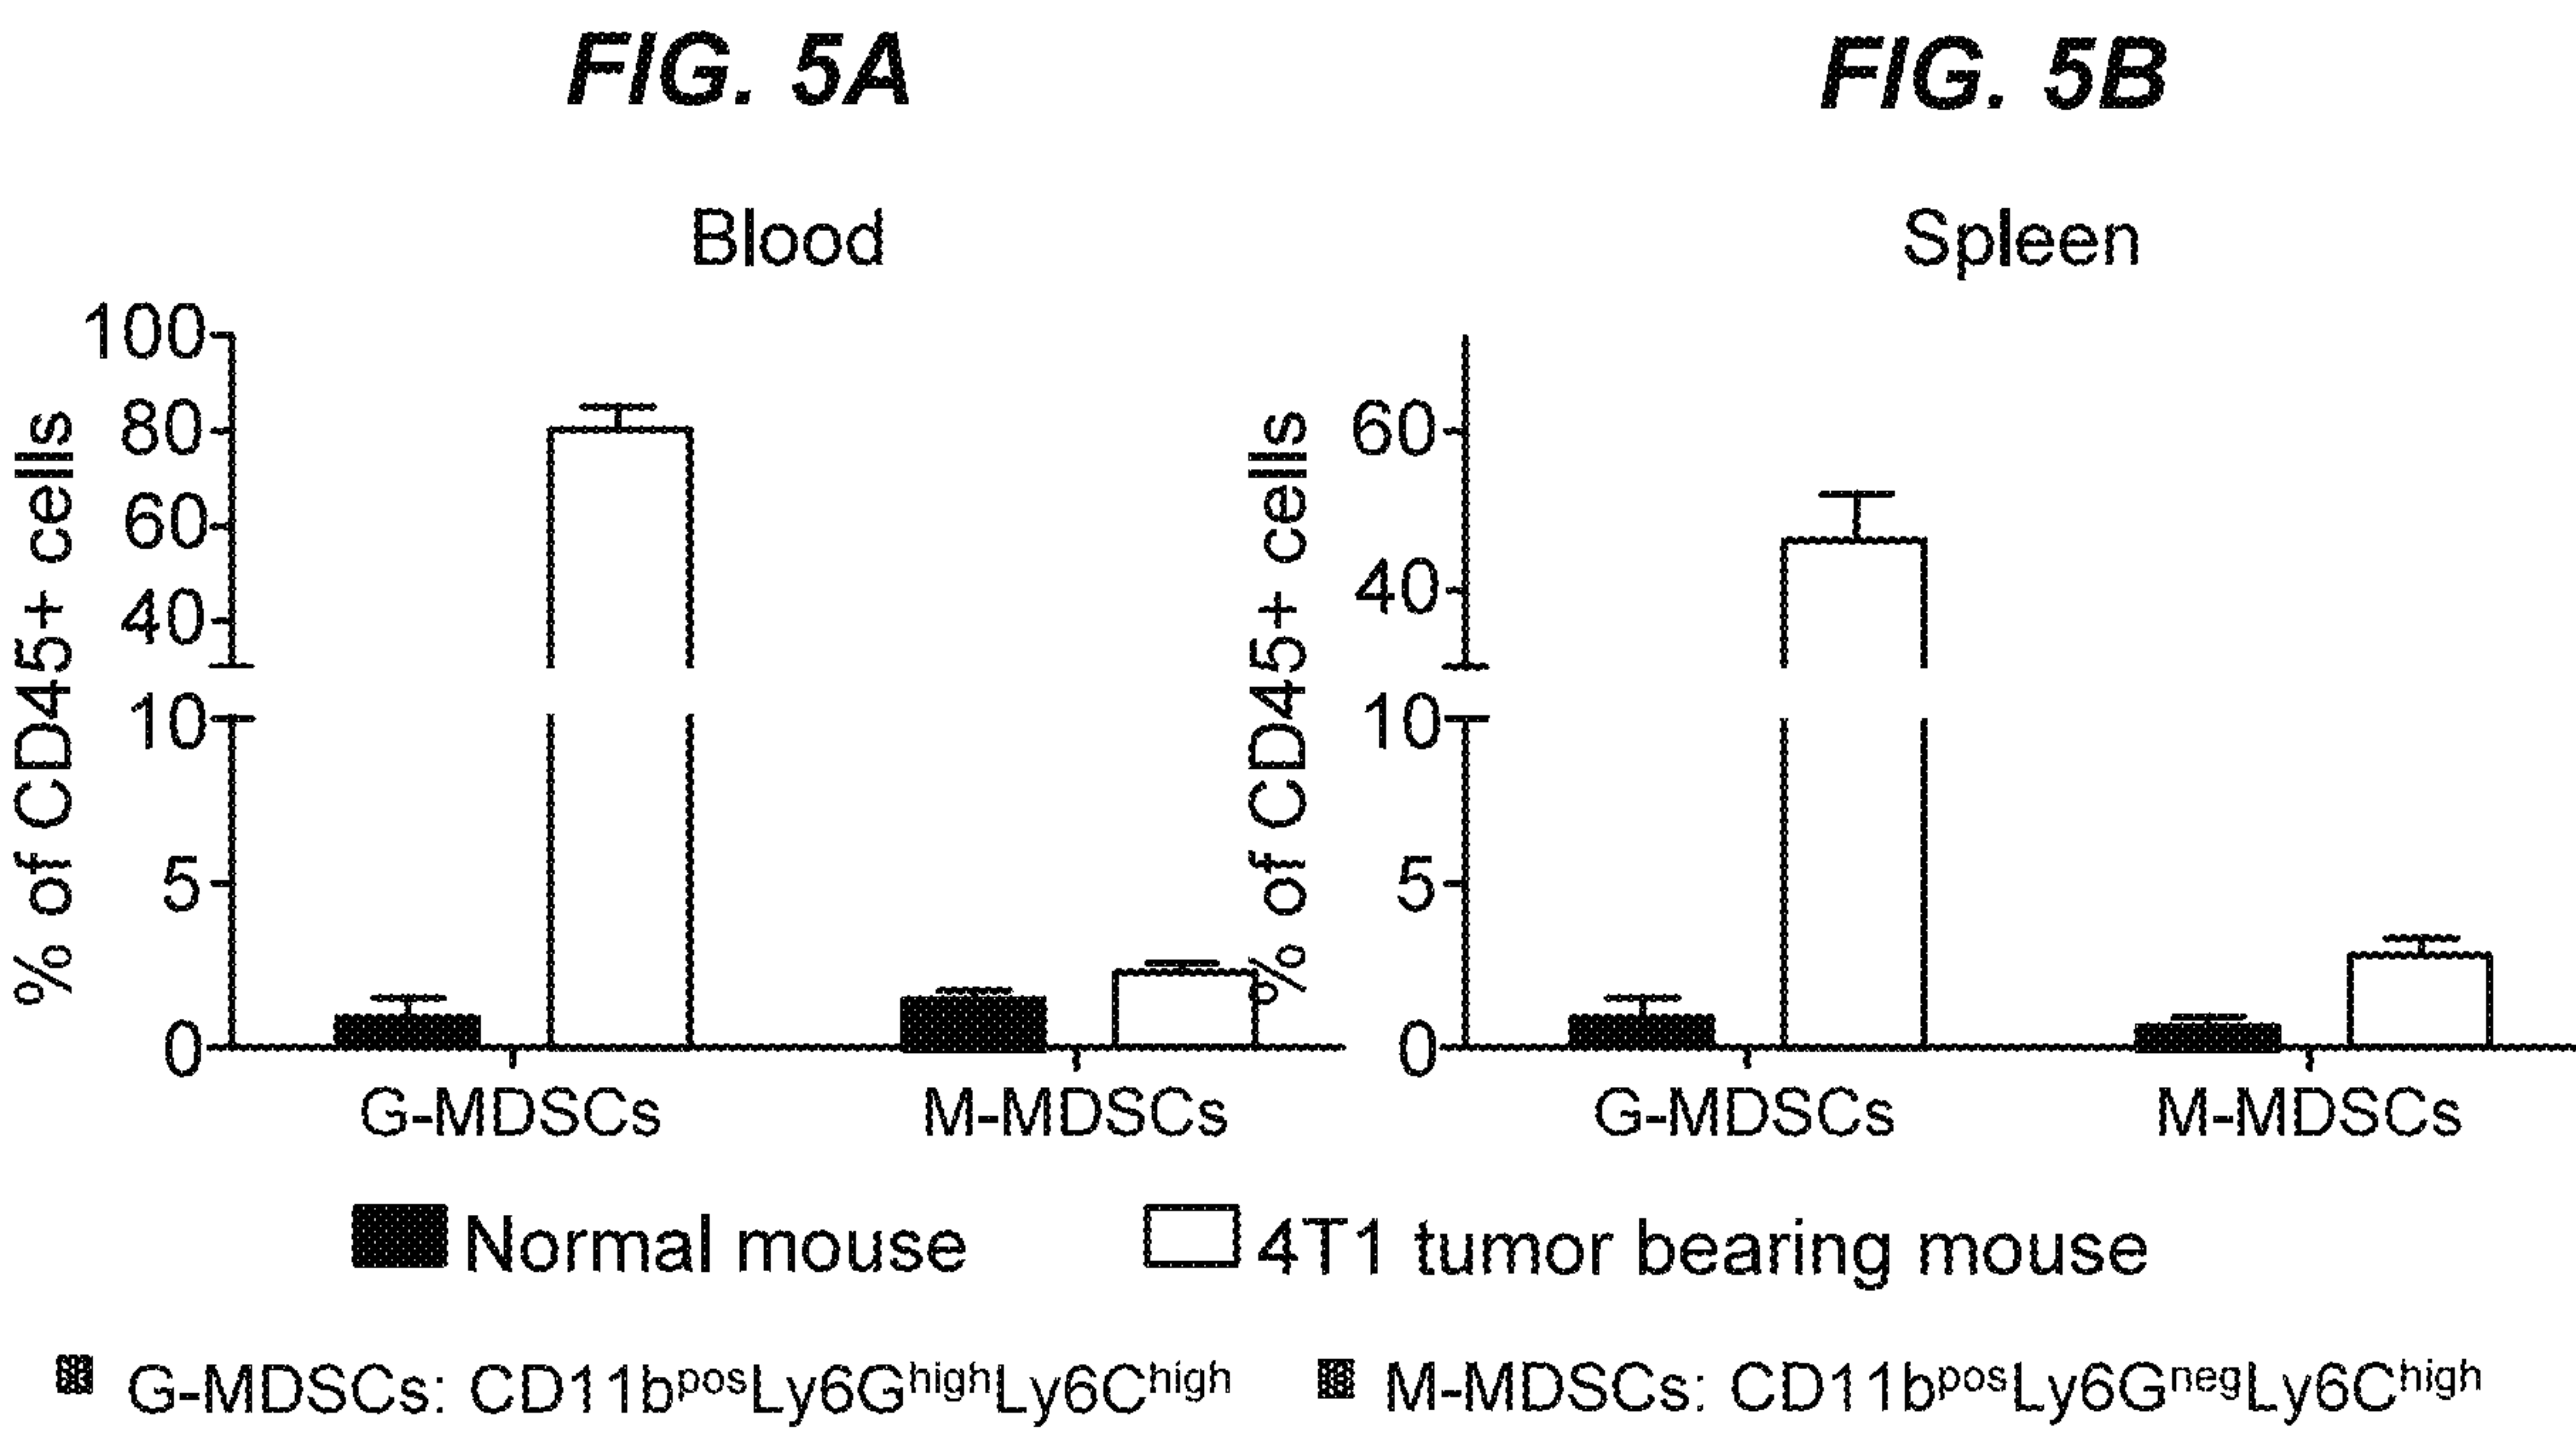 FIG. 5A
Blood
% of CD45+ cells
100
80
60
40
10
5
0
G-MDSCs
M-MDSCs
FIG. 5B
Spleen
% of CD45+ cells
60
40
10
5
0
G-MDSCs
M-MDSCs
Normal mouse
4T1 tumor bearing mouse
G-MDSCs: CD11bposLy6GhighLy6Chigh
M-MDSCs: CD11bposLy6GnegLy6Chigh